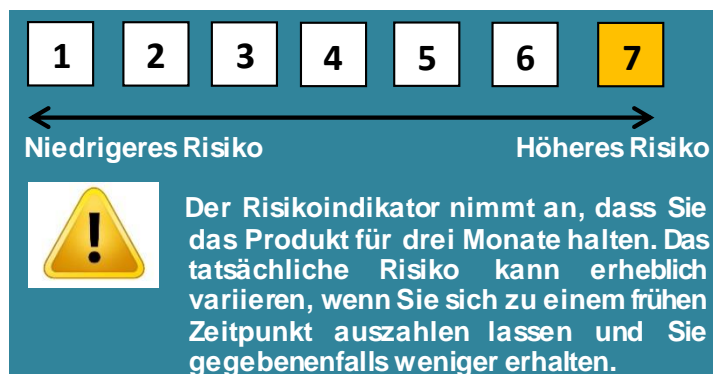 1 2 3 4 5 6 7
Niedrigeres Risiko Höheres Risiko
Der Risikoindikator nimmt an, dass Sie
das Produkt für drei Monate halten. Das
tatsächliche Risiko kann erheblich
variieren, wenn Sie sich zu einem frühen
Zeitpunkt auszahlen lassen und Sie
gegebenenfalls weniger erhalten.